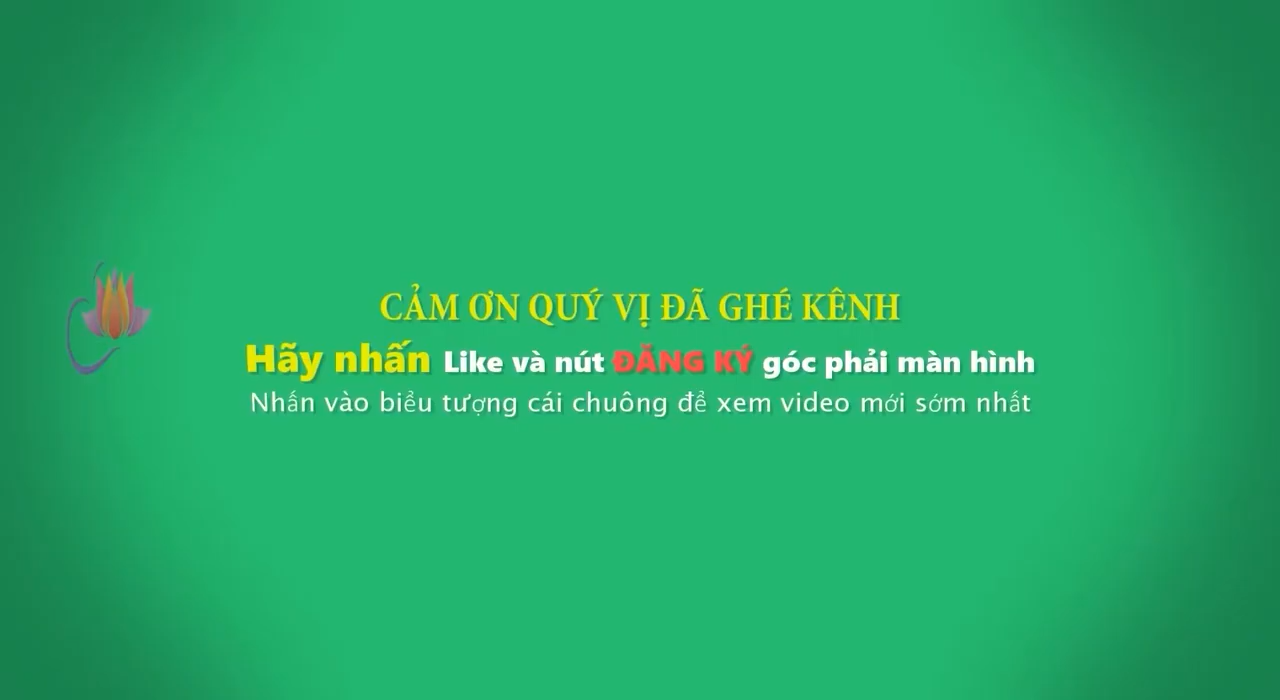 CẢM ƠN QUÝ VỊ ĐÃ GHÉ KÊNH
Hãy nhấn Like và nút ĐĂNG KÝ góc phải màn hình
Nhấn vào biểu tượng cái chuông để xem video mới sớm nhất